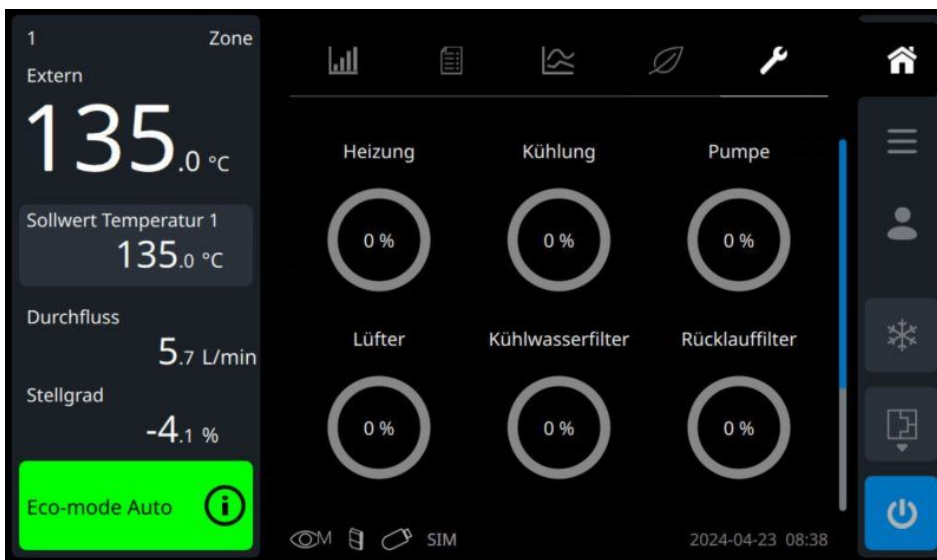 1 Zone
Extern
135.0 °C
Sollwert Temperatur 1
135.0 °C
Durchfluss
5.7 L/min
Stellgrad
-4.1 %
Eco-mode Auto
Heizung Kühlung Pumpe
0 % 0 % 0 %
Lüfter Kühlwasserfilter Rücklauffilter
0 % 0 % 0 %
M SIM 2024-04-23 08:38